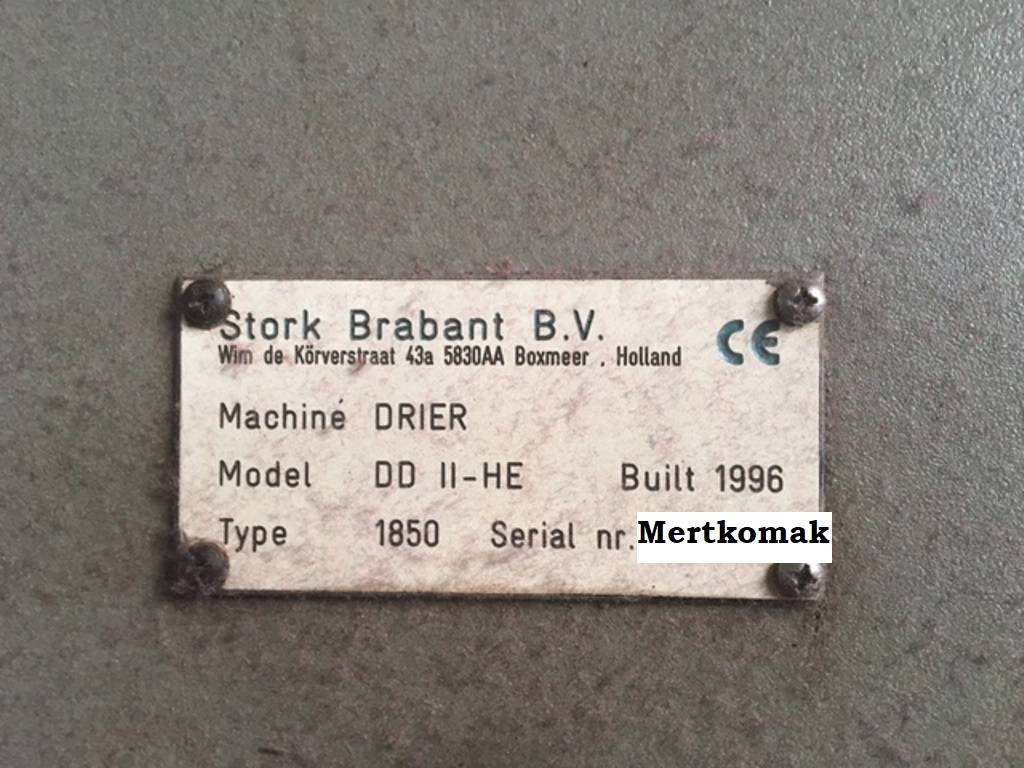 Stork Brabant B.V.
CE
Wim de Körverstraat 43a 5830AA Boxmeer . Holland
Machine DRIER
Model DD II-HE Built 1996
Type 1850 Serial nr. Mertkomak